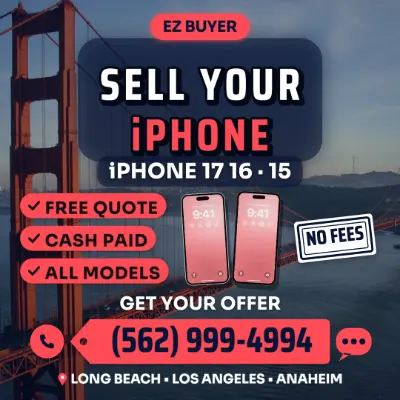 EZ BUYER
SELL YOUR
iPHONE
iPHONE 17 16 · 15
FREE QUOTE
CASH PAID
ALL MODELS
9:41
9:41
NO FEES
GET YOUR OFFER
(562) 999-4994
LONG BEACH • LOS ANGELES • ANAHEIM